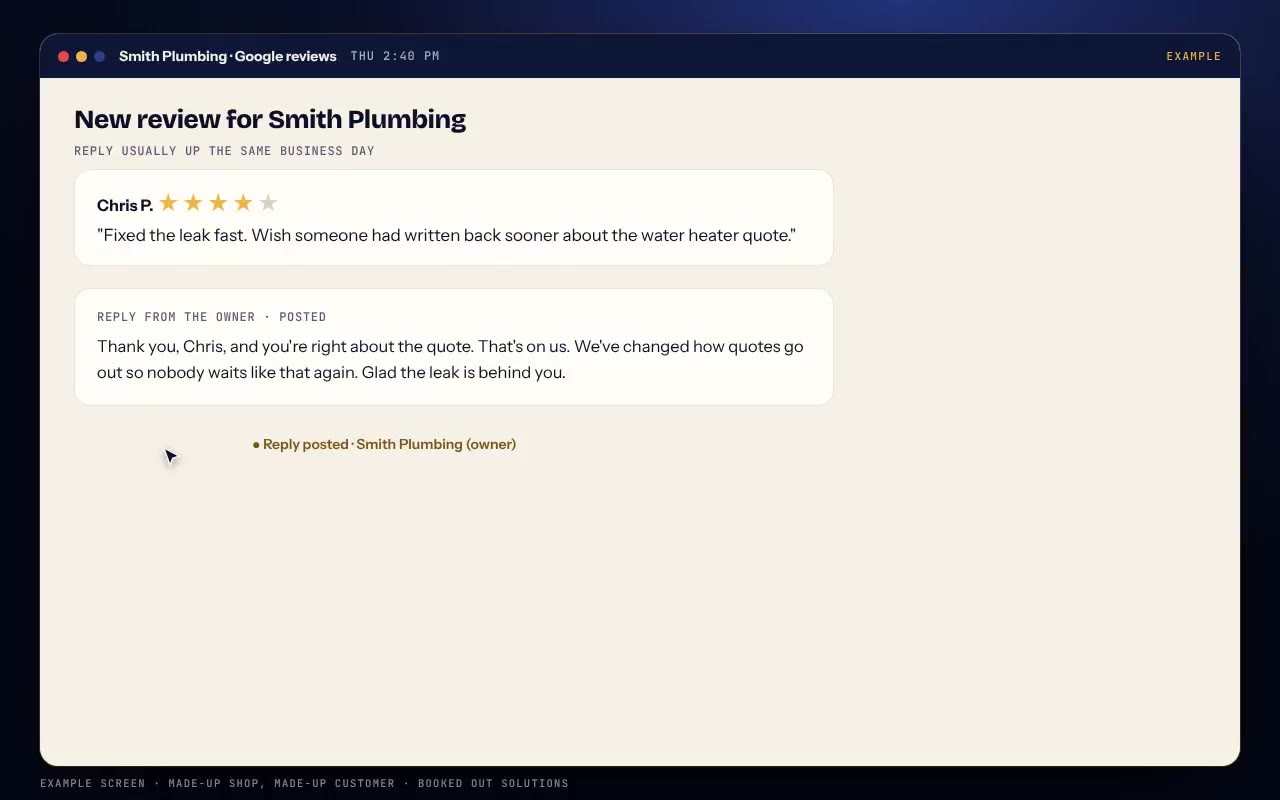 Smith Plumbing · Google reviews THU 2:40 PM EXAMPLE
New review for Smith Plumbing
REPLY USUALLY UP THE SAME BUSINESS DAY
Chris P. ★★★★★
"Fixed the leak fast. Wish someone had written back sooner about the water heater quote."
REPLY FROM THE OWNER · POSTED
Thank you, Chris, and you're right about the quote. That's on us. We've changed how quotes go
out so nobody waits like that again. Glad the leak is behind you.
● Reply posted · Smith Plumbing (owner)
EXAMPLE SCREEN · MADE-UP SHOP, MADE-UP CUSTOMER · BOOKED OUT SOLUTIONS